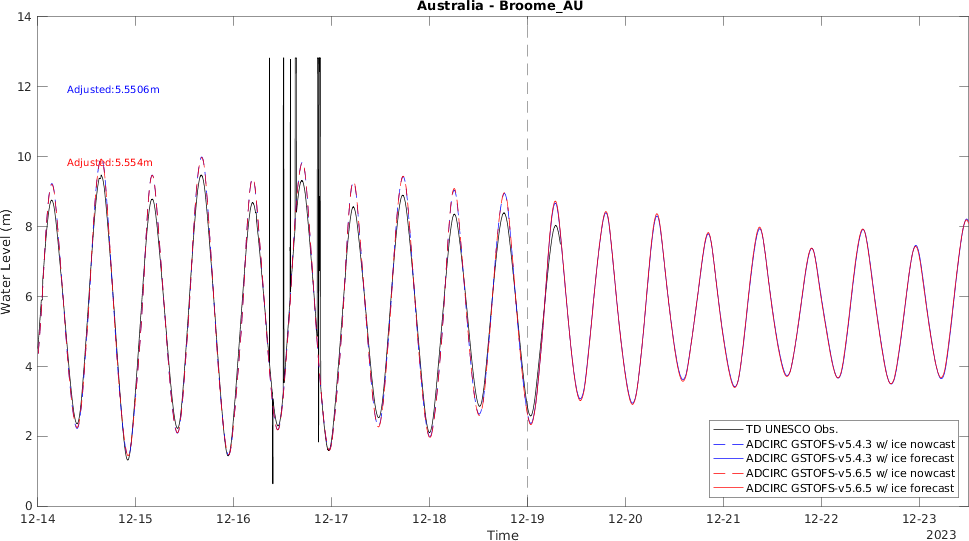 Australia - Broome_AU
14
12
10
8
6
4
2
0
Water Level (m)
Adjusted:5.5506m
Adjusted:5.554m
TD UNESCO Obs.
ADCIRC GSTOFS-v5.4.3 w/ ice nowcast
ADCIRC GSTOFS-v5.4.3 w/ ice forecast
ADCIRC GSTOFS-v5.6.5 w/ ice nowcast
ADCIRC GSTOFS-v5.6.5 w/ ice forecast
12-14 12-15 12-16 12-17 12-18 12-19 12-20 12-21 12-22 12-23
Time
2023